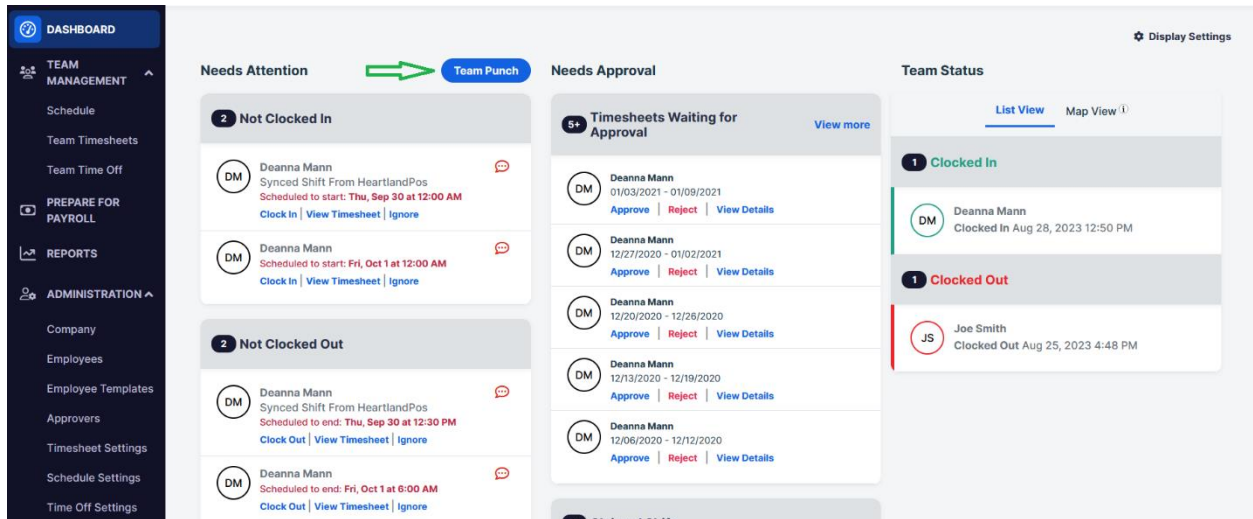 DASHBOARD
TEAM
MANAGEMENT
Schedule
Team Timesheets
Team Time Off
PREPARE FOR
PAYROLL
REPORTS
ADMINISTRATION
Company
Employees
Employee Templates
Approvers
Timesheet Settings
Schedule Settings
Time Off Settings
Display Settings
Needs Attention
Team Punch
2 Not Clocked In
DM
Deanna Mann
Synced Shift From HeartlandPos
Scheduled to start: Thu, Sep 30 at 12:00 AM
Clock In | View Timesheet | Ignore
DM
Deanna Mann
Scheduled to start: Fri, Oct 1 at 12:00 AM
Clock In | View Timesheet | Ignore
2 Not Clocked Out
DM
Deanna Mann
Synced Shift From HeartlandPos
Scheduled to end: Thu, Sep 30 at 12:30 PM
Clock Out | View Timesheet | Ignore
DM
Deanna Mann
Scheduled to end: Fri, Oct 1 at 6:00 AM
Clock Out | View Timesheet | Ignore
Needs Approval
5+ Timesheets Waiting for
Approval
View more
DM
Deanna Mann
01/03/2021 - 01/09/2021
Approve | Reject | View Details
DM
Deanna Mann
12/27/2020 - 01/02/2021
Approve | Reject | View Details
DM
Deanna Mann
12/20/2020 - 12/26/2020
Approve | Reject | View Details
DM
Deanna Mann
12/13/2020 - 12/19/2020
Approve | Reject | View Details
DM
Deanna Mann
12/06/2020 - 12/12/2020
Approve | Reject | View Details
Team Status
List View Map View
1 Clocked In
DM
Deanna Mann
Clocked In Aug 28, 2023 12:50 PM
1 Clocked Out
JS
Joe Smith
Clocked Out Aug 25, 2023 4:48 PM